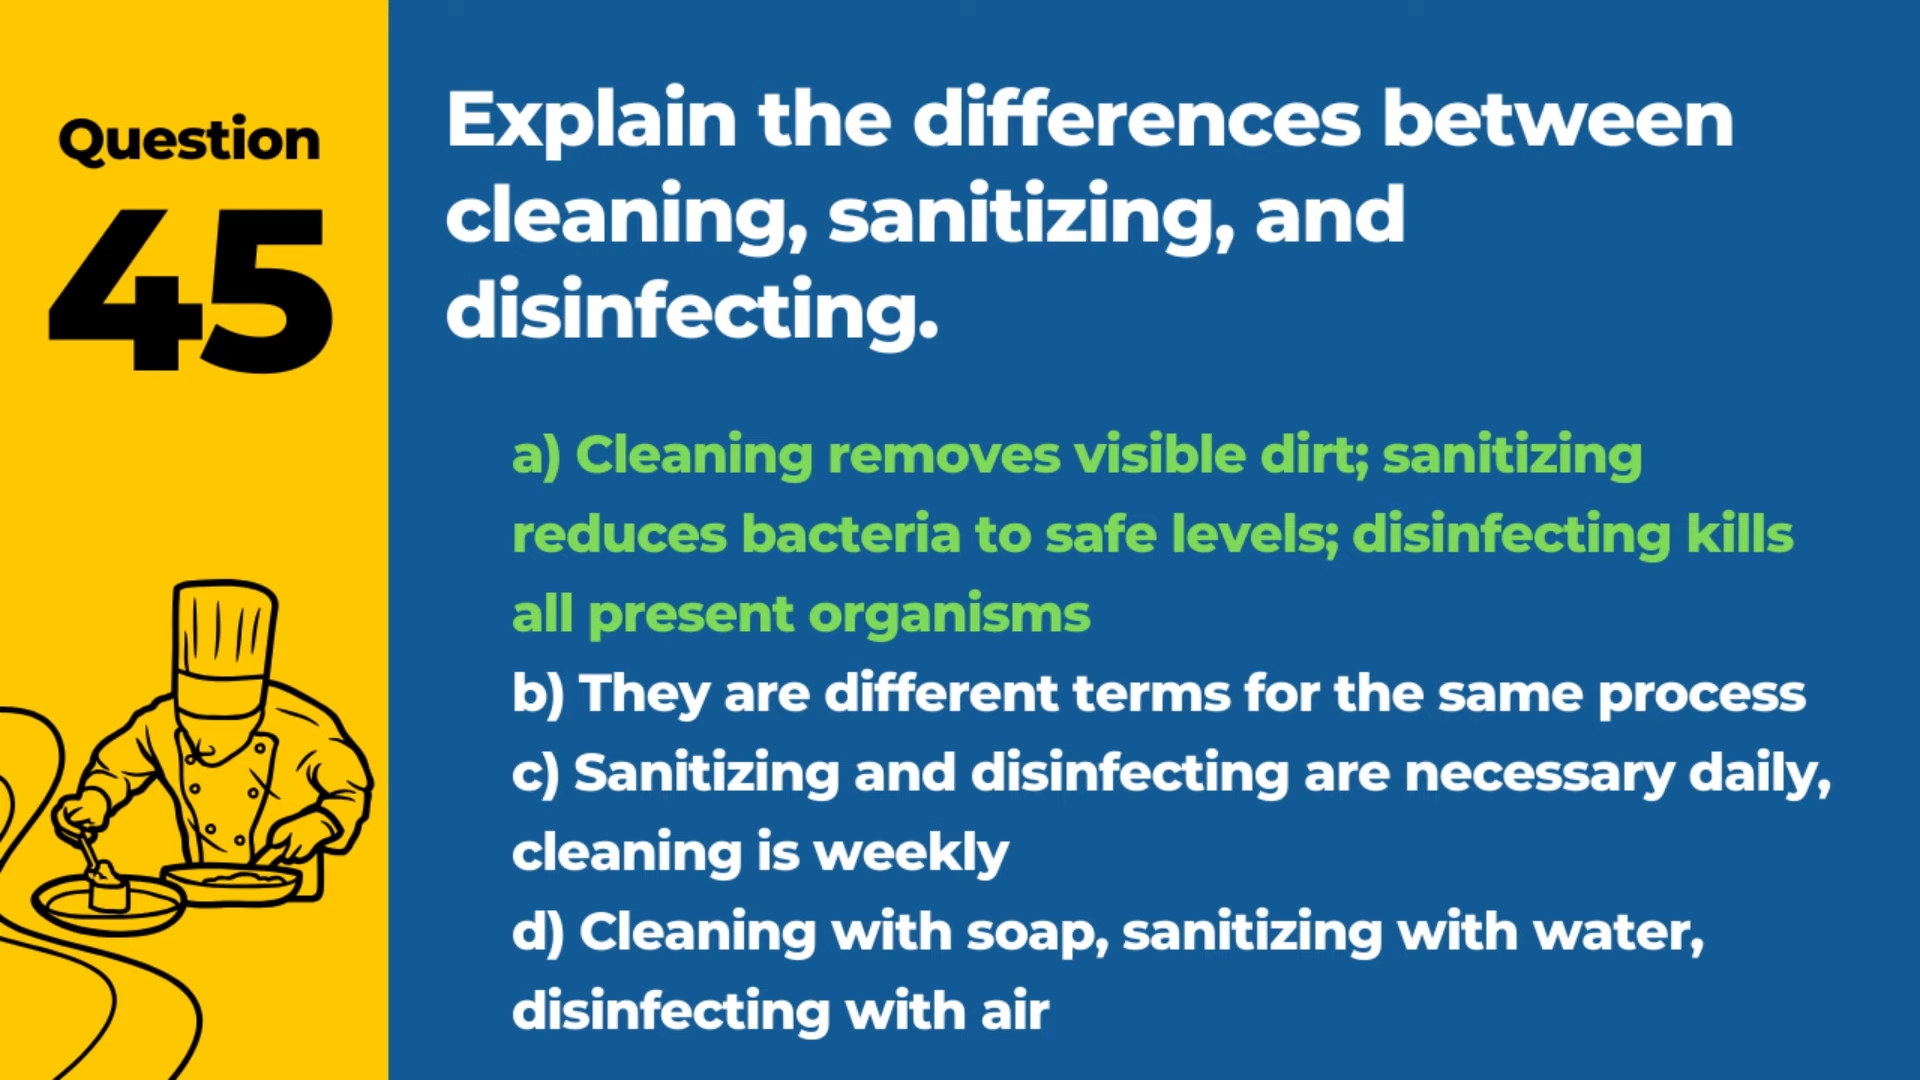 Question
45
Explain the differences between
cleaning, sanitizing, and
disinfecting.
a) Cleaning removes visible dirt; sanitizing
reduces bacteria to safe levels; disinfecting kills
all present organisms
b) They are different terms for the same process
c) Sanitizing and disinfecting are necessary daily,
cleaning is weekly
d) Cleaning with soap, sanitizing with water,
disinfecting with air